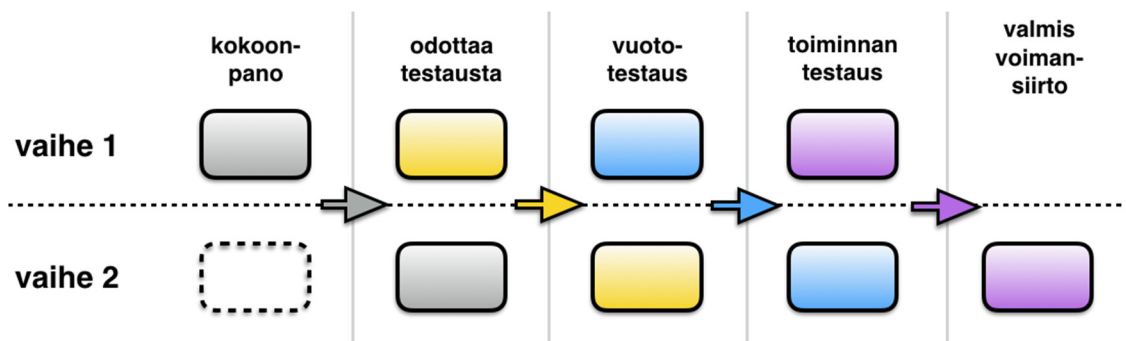 kokoon-
pano
odottaa
testausta
vuoto-
testaus
toiminnan
testaus
valmis
voiman-
siirto
vaihe 1
vaihe 2